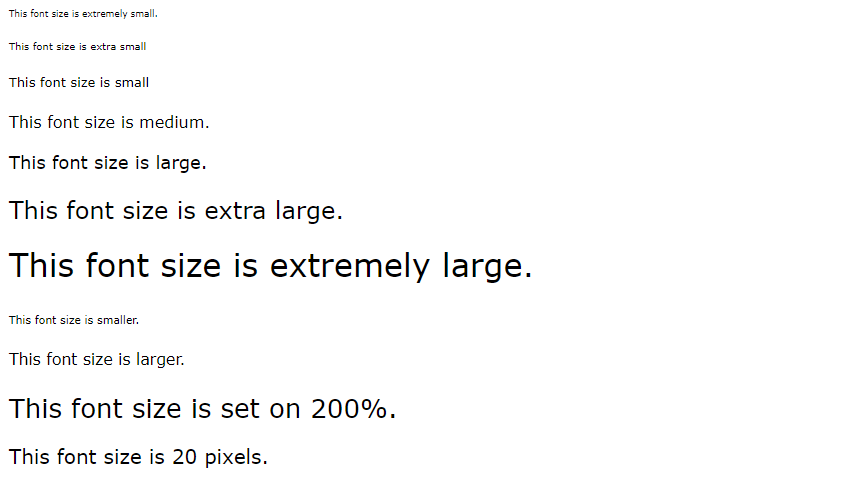 This font size is extremely small.
This font size is extra small
This font size is small
This font size is medium.
This font size is large.
This font size is extra large.
This font size is extremely large.
This font size is smaller.
This font size is larger.
This font size is set on 200%.
This font size is 20 pixels.